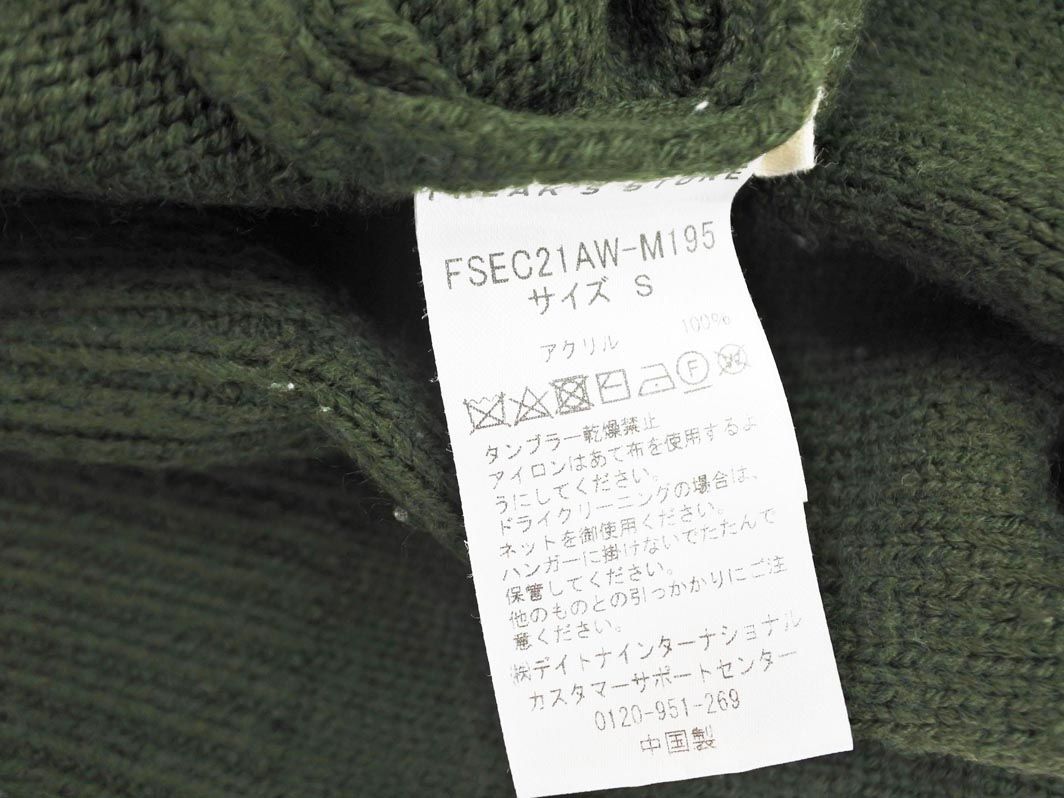 FREAK'S STORE
FSEC21AW-M195
サイズ S
アクリル 100%
タンブラー乾燥禁止
アイロンはあて布を使用するよ
うにしてください。
ドライクリーニングの場合は、
ネットを御使用ください。
ハンガーに掛けないでたたんで
保管してください。
他のものとの引っかかりにご注
意ください。
㈱デイトナインターナショナル
カスタマーサポートセンター
0120-951-269
中国製